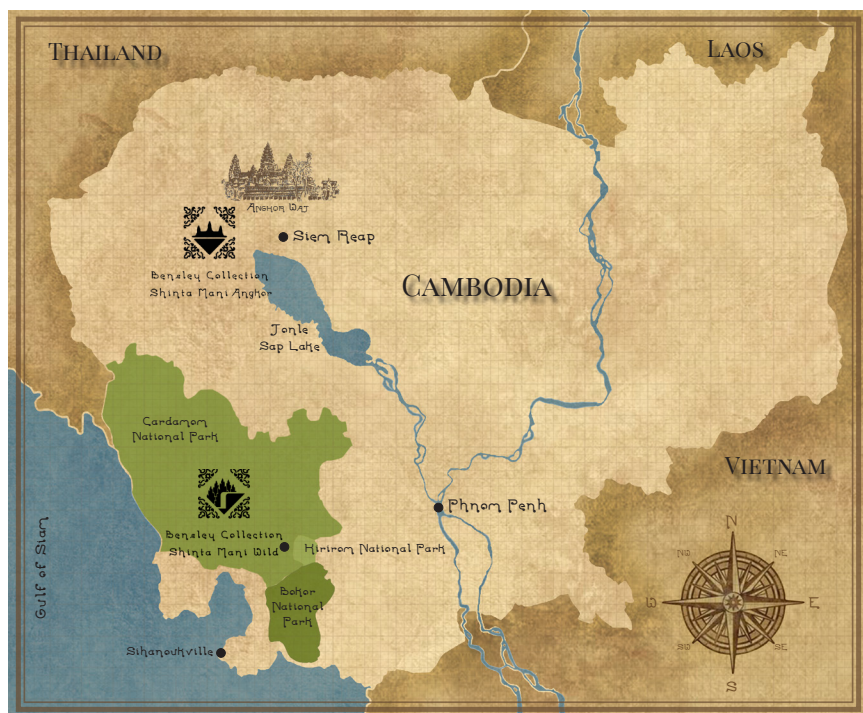 THAILAND
LAOS
ANGKOR WAT
Siem Reap
Bensley Collection
Shinta Mani Angkor
CAMBODIA
Tonle
Sap Lake
Cardamom
National Park
VIETNAM
Phnom Penh
Bensley Collection
Shinta Mani Wild
Kirirom National Park
Gulf of Siam
Bokor
National
Park
Sihanoukville
N
NW
NE
W
E
SW
SE
S